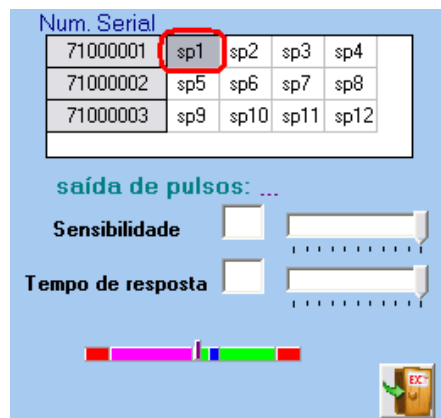 Num. Serial
71000001 sp1 sp2 sp3 sp4
71000002 sp5 sp6 sp7 sp8
71000003 sp9 sp10 sp11 sp12
saída de pulsos: ...
Sensibilidade
Tempo de resposta
EXIT